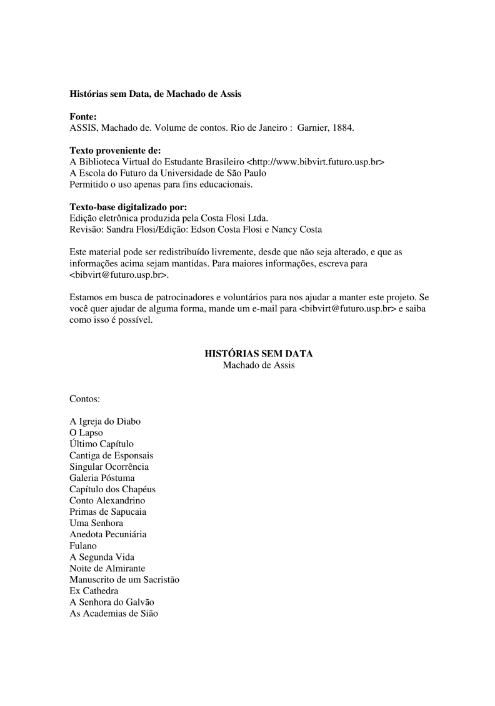 Histórias sem Data, de Machado de Assis
Fonte:
ASSIS, Machado de. Volume de contos. Rio de Janeiro : Garnier, 1884.
Texto proveniente de:
A Biblioteca Virtual do Estudante Brasileiro <http://www.bibvirt.futuro.usp.br>
A Escola do Futuro da Universidade de São Paulo
Permitido o uso apenas para fins educacionais.
Texto-base digitalizado por:
Edição eletrônica produzida pela Costa Flosi Ltda.
Revisão: Sandra Flosi/Edição: Edson Costa Flosi e Nancy Costa
Este material pode ser redistribuído livremente, desde que não seja alterado, e que as
informações acima sejam mantidas. Para maiores informações, escreva para
<bibvirt@futuro.usp.br>.
Estamos em busca de patrocinadores e voluntários para nos ajudar a manter este projeto. Se
você quer ajudar de alguma forma, mande um e-mail para <bibvirt@futuro.usp.br> e saiba
como isso é possível.
HISTÓRIAS SEM DATA
Machado de Assis
Contos:
A Igreja do Diabo
O Lapso
Último Capítulo
Cantiga de Esponsais
Singular Ocorrência
Galeria Póstuma
Capítulo dos Chapéus
Conto Alexandrino
Primas de Sapucaia
Uma Senhora
Anedota Pecuniária
Fulano
A Segunda Vida
Noite de Almirante
Manuscrito de um Sacristão
Ex Cathedra
A Senhora do Galvão
As Academias de Sião